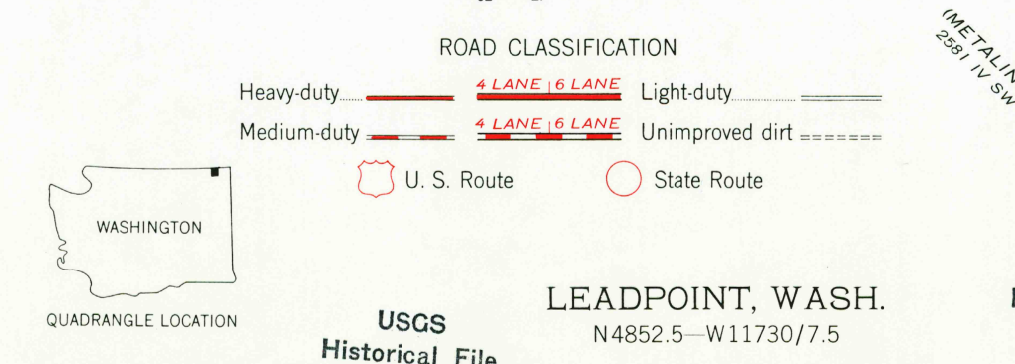 ROAD CLASSIFICATION
4 LANE 6 LANE
Heavy-duty Light-duty
4 LANE 6 LANE
Medium-duty Unimproved dirt
U. S. Route State Route
WASHINGTON
QUADRANGLE LOCATION
LEADPOINT, WASH.
N4852.5—W11730/7.5
USGS
Historical File
2581 IV SW